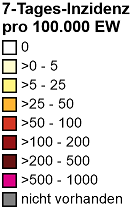 7-Tages-Inzidenz
pro 100.000 EW
0
>0 - 5
>5 - 25
>25 - 50
>50 - 100
>100 - 200
>200 - 500
>500 - 1000
nicht vorhanden